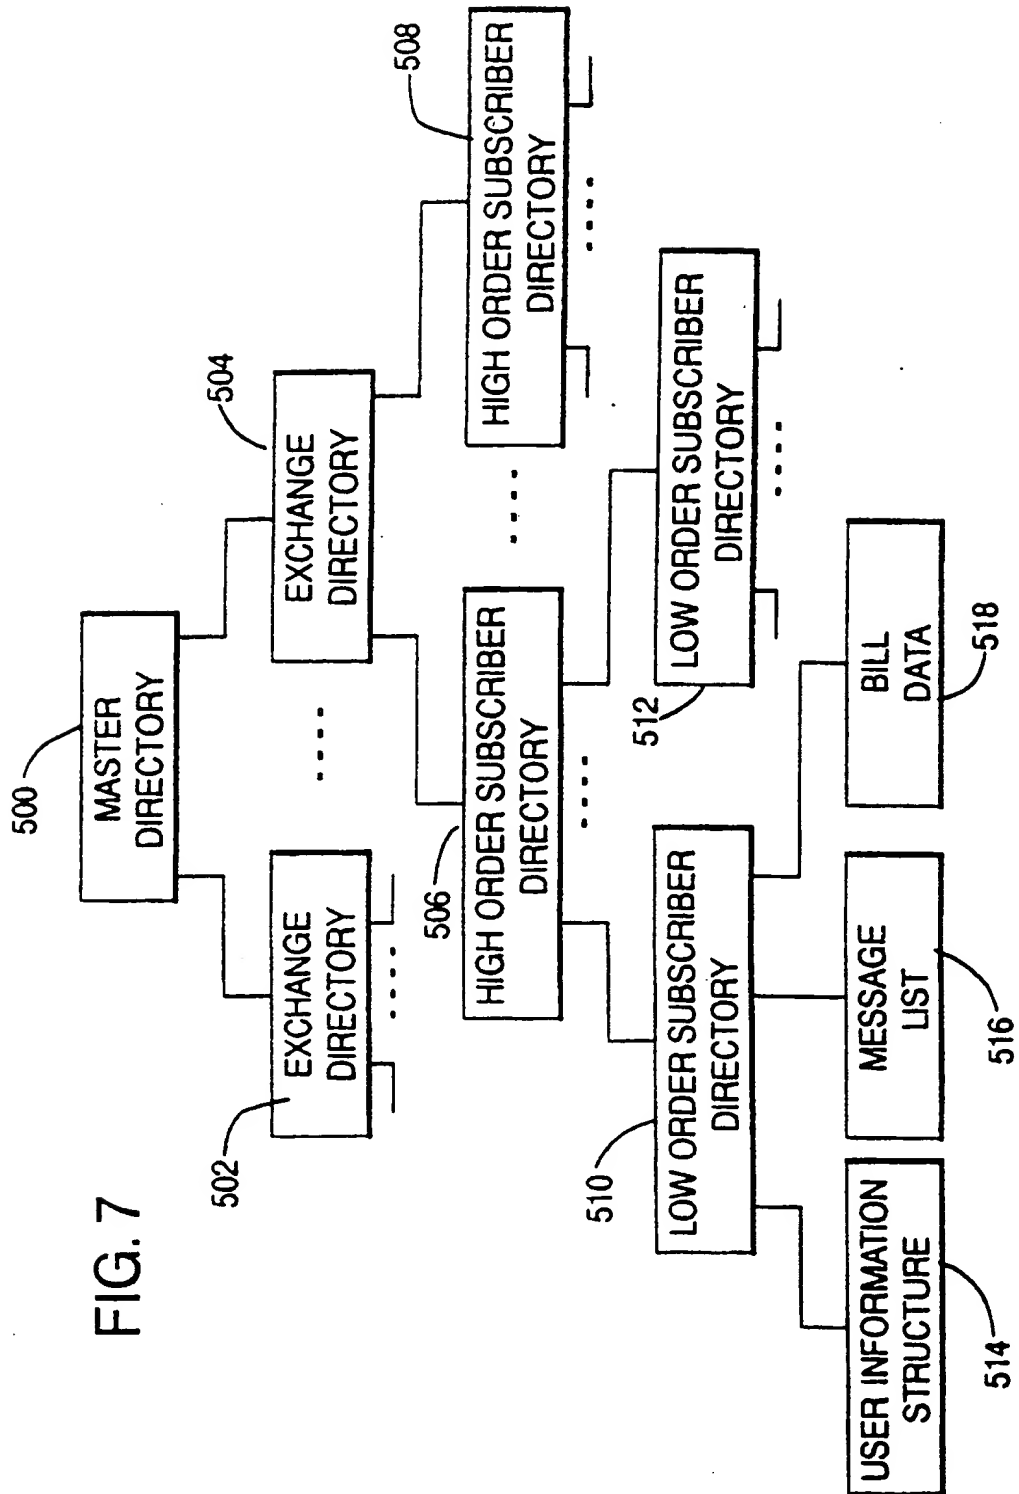 FIG. 7
500
MASTER
DIRECTORY
502
EXCHANGE
DIRECTORY
504
EXCHANGE
DIRECTORY
506
HIGH ORDER SUBSCRIBER
DIRECTORY
508
HIGH ORDER SUBSCRIBER
DIRECTORY
510
LOW ORDER SUBSCRIBER
DIRECTORY
512
LOW ORDER SUBSCRIBER
DIRECTORY
USER INFORMATION
STRUCTURE
514
MESSAGE
LIST
516
BILL
DATA
518